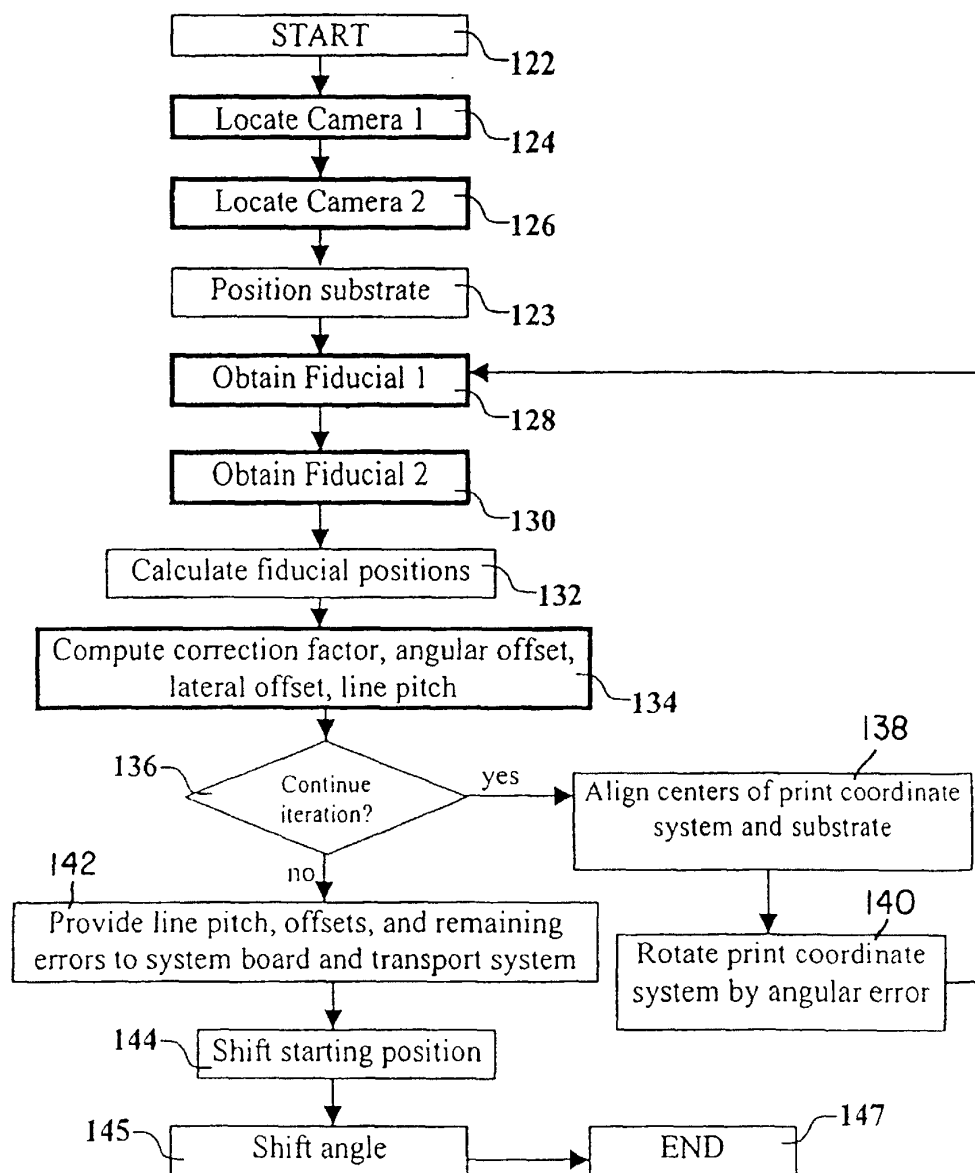 START
122
Locate Camera 1
124
Locate Camera 2
126
Position substrate
123
Obtain Fiducial 1
128
Obtain Fiducial 2
130
Calculate fiducial positions
132
Compute correction factor, angular offset,
lateral offset, line pitch
134
136
Continue
iteration?
yes
138
Align centers of print coordinate
system and substrate
no
142
Provide line pitch, offsets, and remaining
errors to system board and transport system
140
Rotate print coordinate
system by angular error
144
Shift starting position
145
Shift angle
END
147